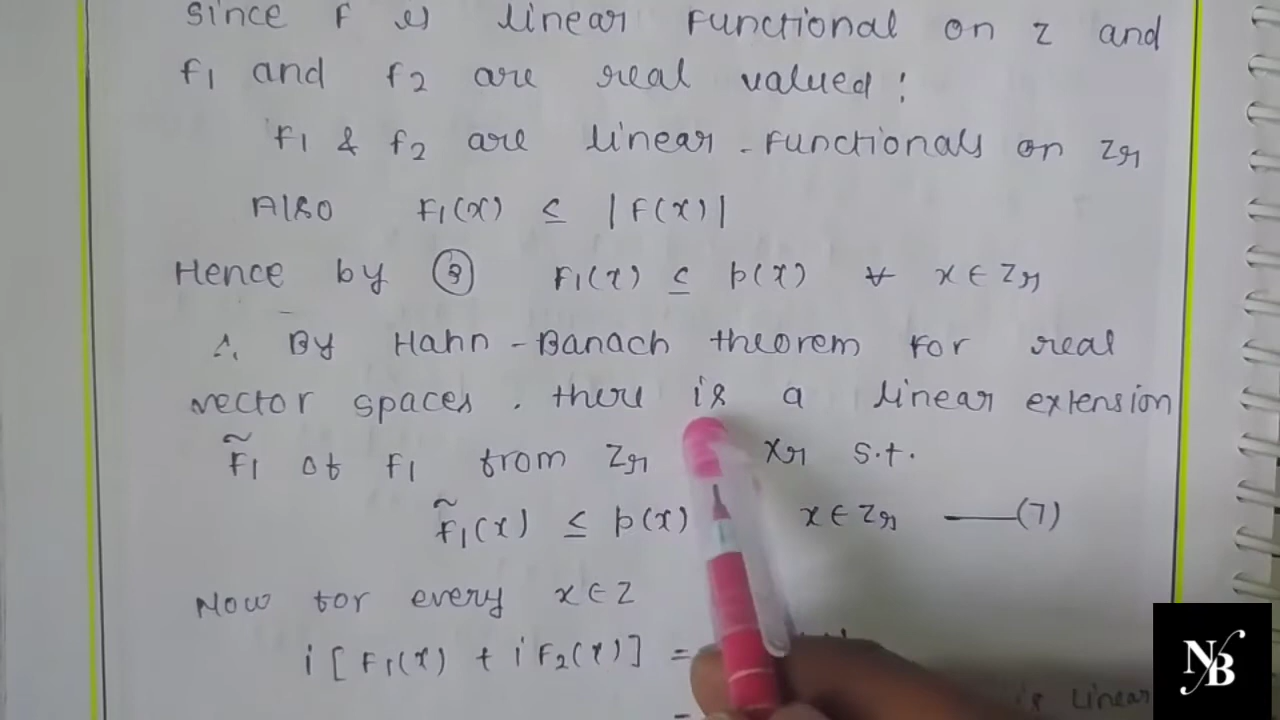 since f is linear functional on z and
f1 and f2 are real valued :
f1 & f2 are linear - functionals on Zr
Also f1(x) ≤ |f(x)|
Hence by ③ f1(x) ≤ p(x) ∀ x ∈ Zr
∴ By Hahn - Banach theorem for real
vector spaces . there is a linear extension
f̃1 of f1 from Zr Xr s.t.
f̃1(x) ≤ p(x) x ∈ Zr —(7)
Now for every x ∈ Z
i [ f1(x) + i f2(x) ] =
is linear
=
NB